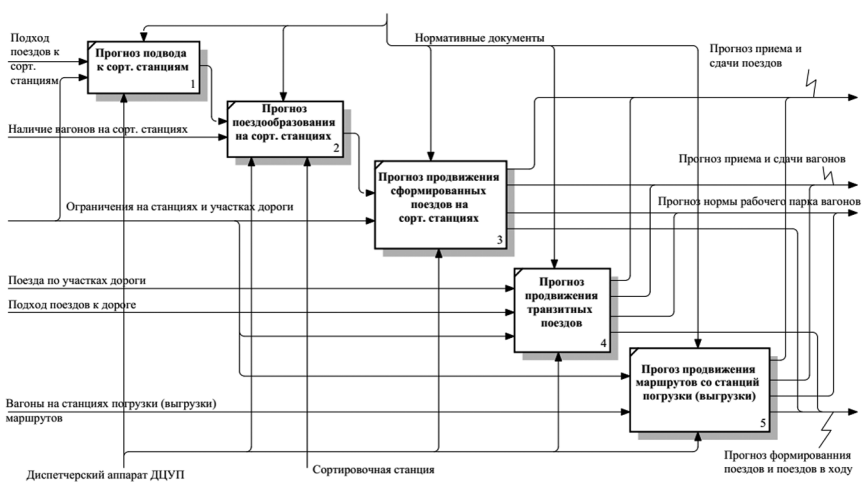 Подход
поездов к
сорт.
станциям
Прогноз подвода
к сорт. станциям
1
Нормативные документы
Прогноз приема и
сдачи поездов
Наличие вагонов на сорт. станциях
Прогноз
поездообразования
на сорт. станциях
2
Прогноз приема и сдачи вагонов
Прогноз продвижения
сформированных
поездов на
сорт. станциях
3
Прогноз нормы рабочего парка вагонов
Ограничения на станциях и участках дороги
Поезда по участках дороги
Подход поездов к дороге
Прогноз
продвижения
транзитных
поездов
4
Прогоз продвижения
маршрутов со станций
погрузки (выгрузки)
5
Вагоны на станциях погрузки (выгрузки)
маршрутов
Диспетчерский аппарат ДЦУП
Сортировочная станция
Прогноз формированния
поездов и поездов в ходу